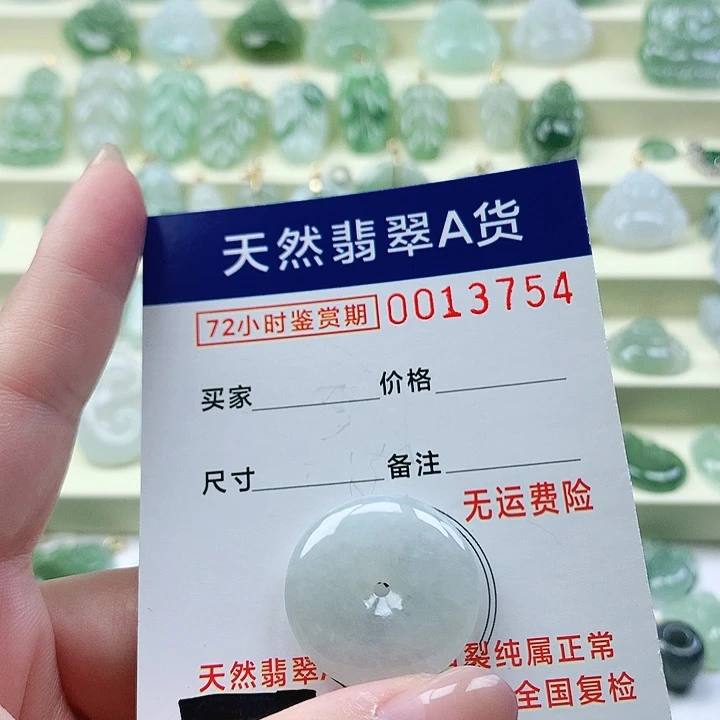 天然翡翠A货
72小时鉴赏期 0013754
买家 价格
尺寸 备注
无运费险
天然翡翠 裂纯属正常
全国复检